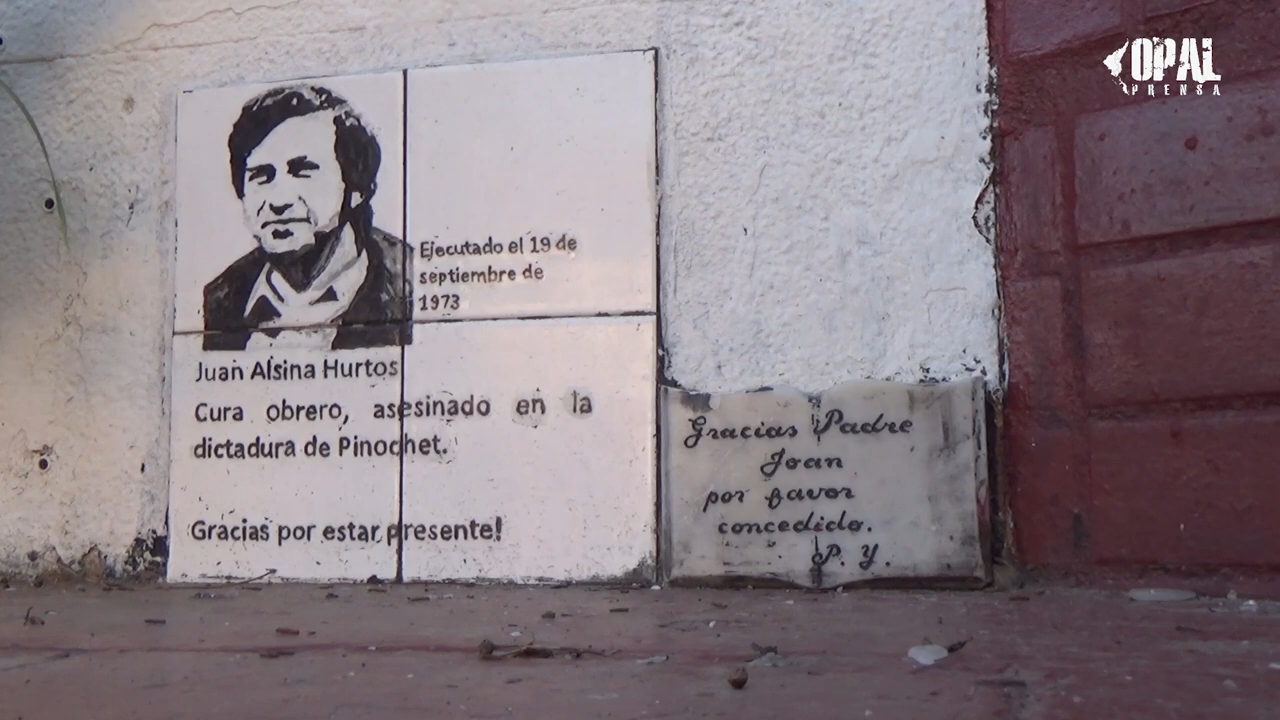 OPAL
PRENSA
Ejecutado el 19 de
septiembre de
1973
Juan Alsina Hurtos
Cura obrero, asesinado en la
dictadura de Pinochet.
Gracias por estar presente!
Gracias Padre
Joan
por favor
concedido.
P. Y.